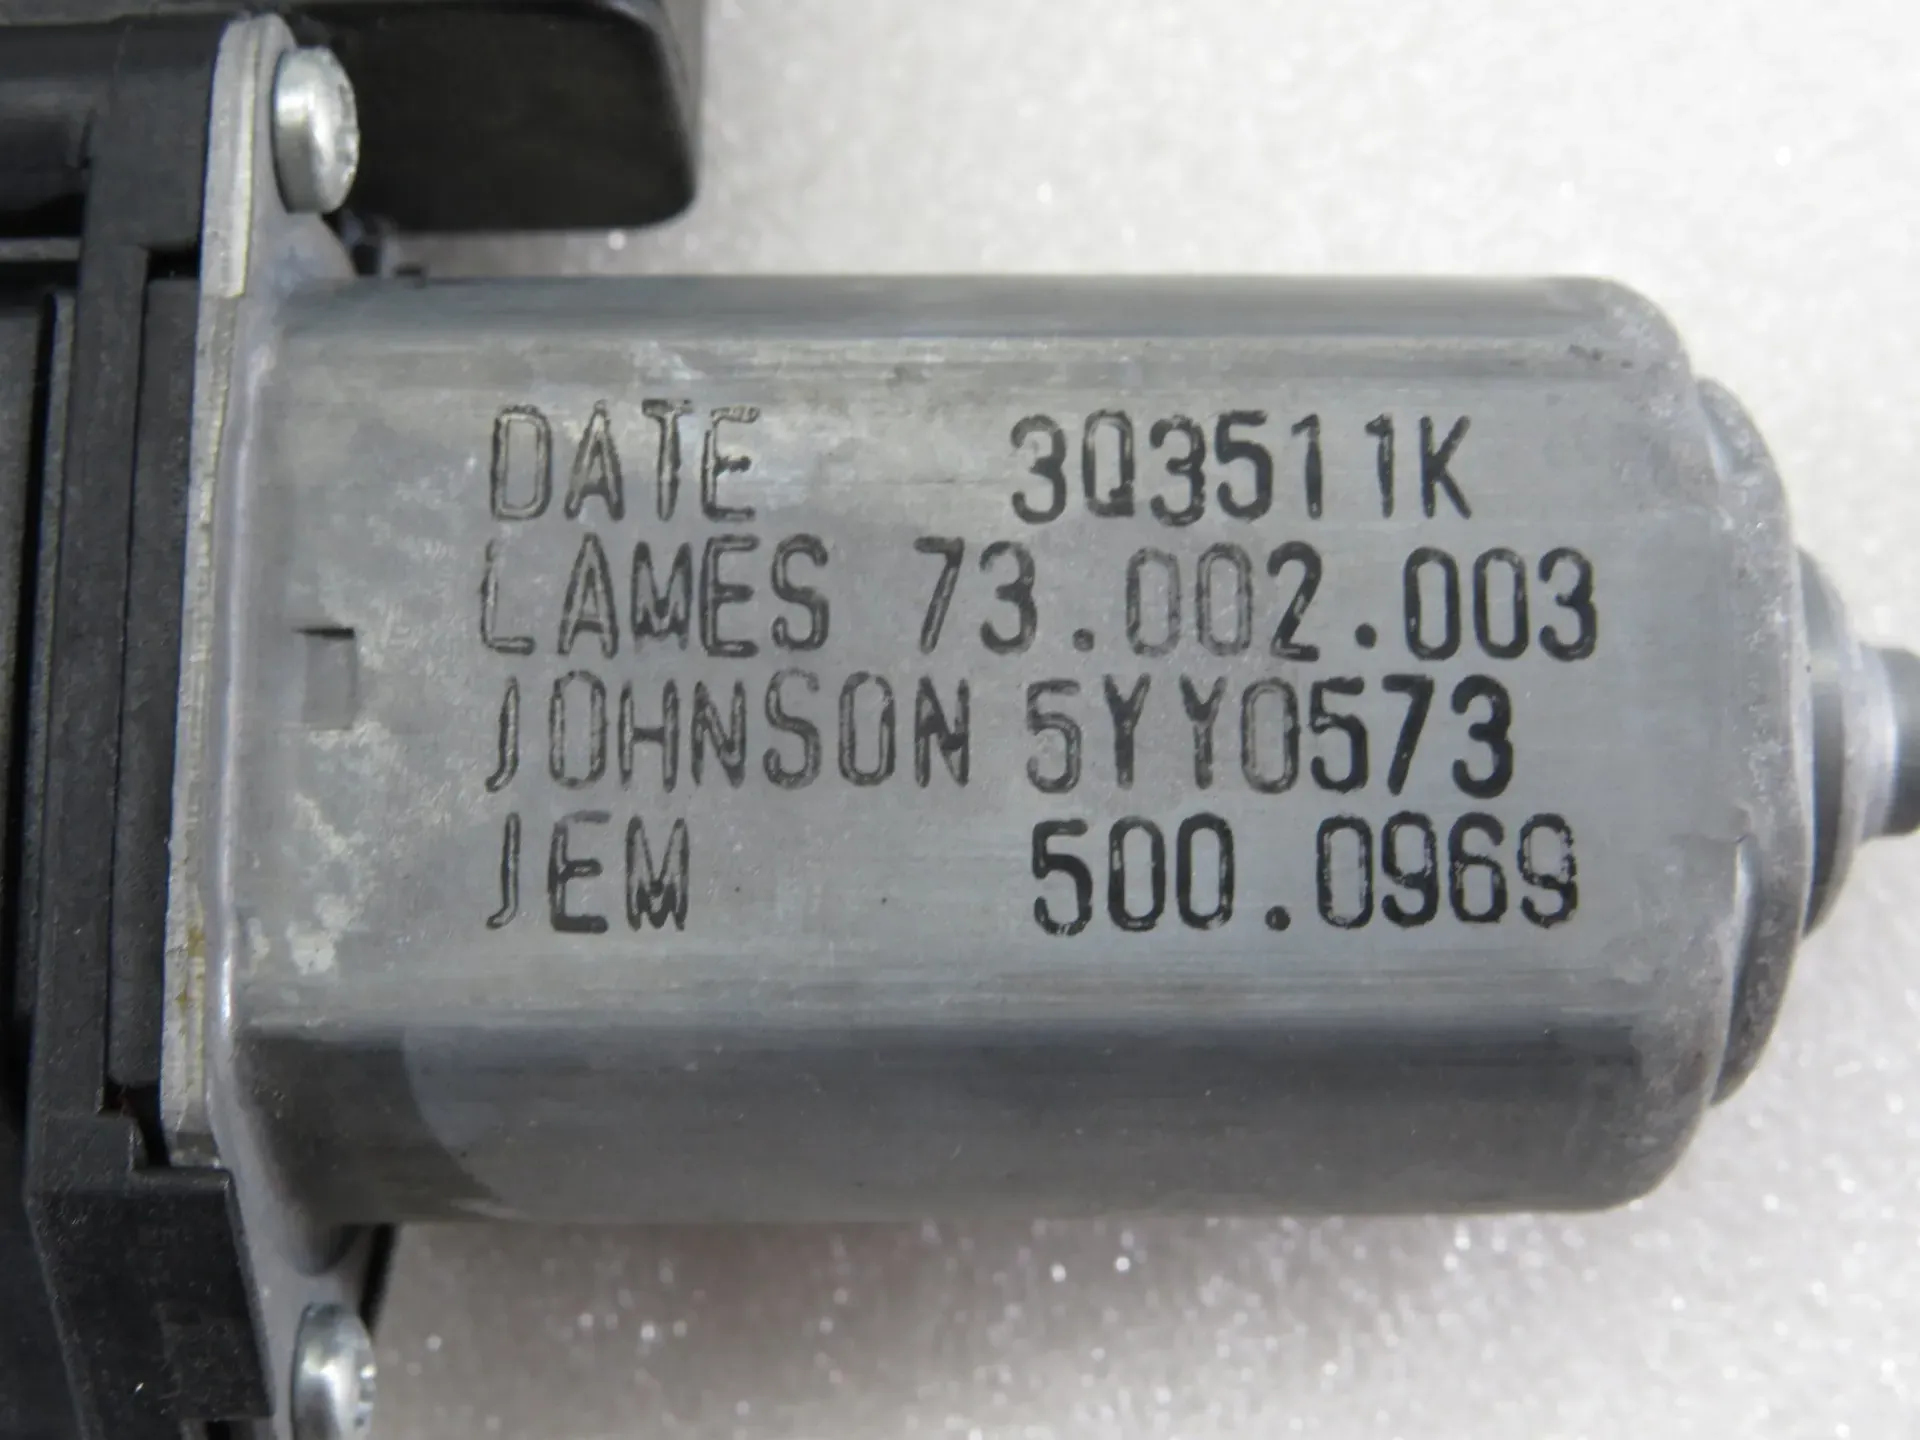 DATE 3Q3511K
LAMES 73.002.003
JOHNSON 5YY0573
JEM 500.0969